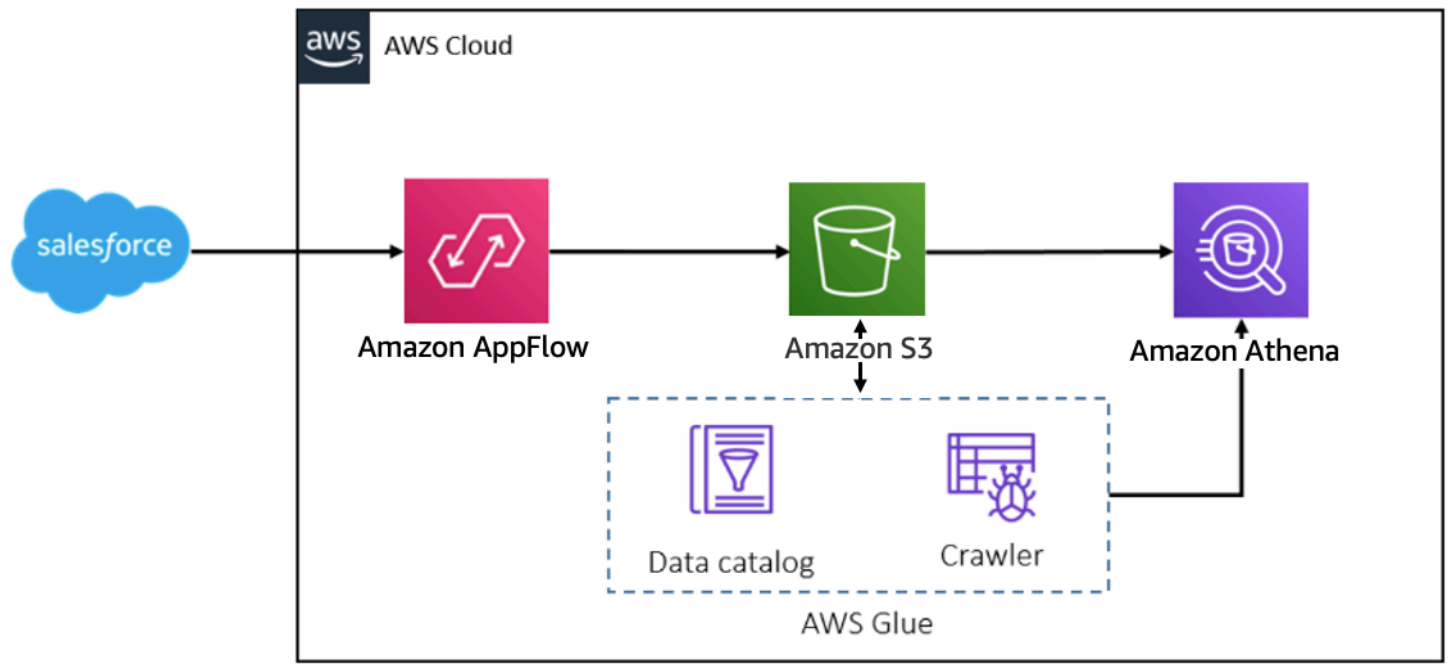 aws
AWS Cloud
salesforce
Amazon AppFlow
Amazon S3
Amazon Athena
Data catalog
Crawler
AWS Glue